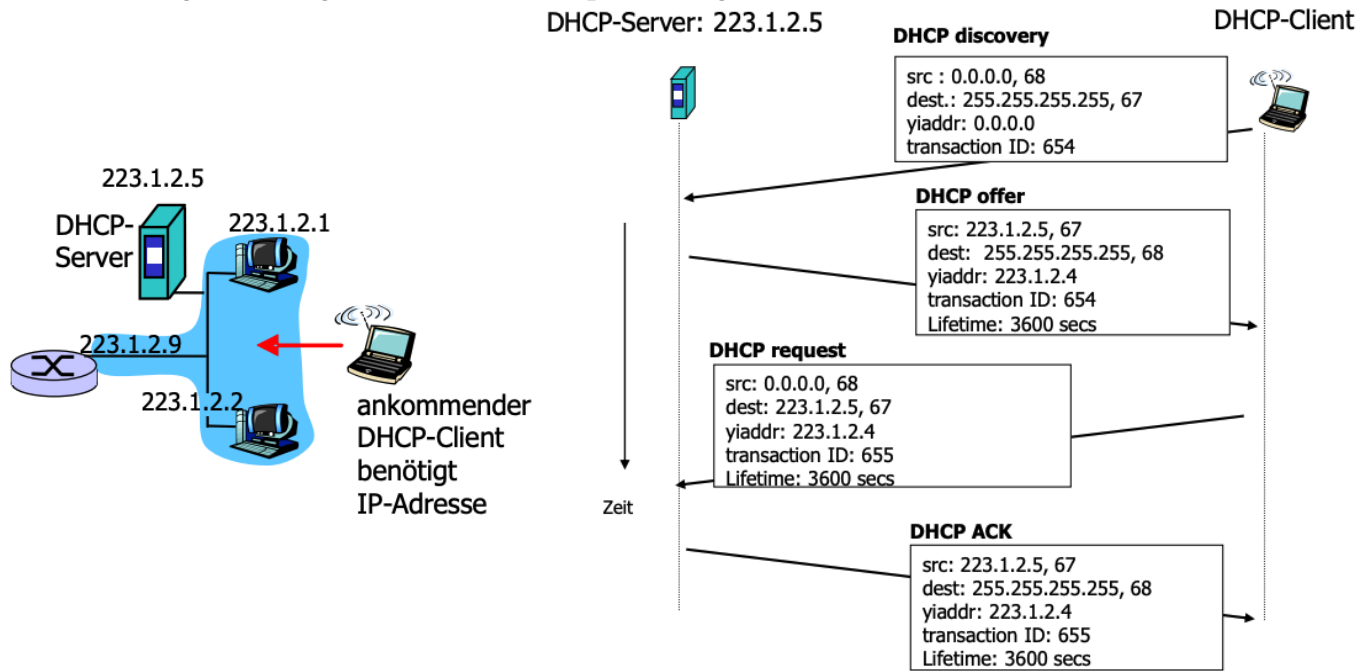 DHCP-Server: 223.1.2.5
DHCP-Client
DHCP discovery
src : 0.0.0.0, 68
dest.: 255.255.255.255, 67
yiaddr: 0.0.0.0
transaction ID: 654
223.1.2.5
DHCP-
Server
223.1.2.1
223.1.2.9
223.1.2.2
ankommender
DHCP-Client
benötigt
IP-Adresse
DHCP offer
src: 223.1.2.5, 67
dest: 255.255.255.255, 68
yiaddr: 223.1.2.4
transaction ID: 654
Lifetime: 3600 secs
DHCP request
src: 0.0.0.0, 68
dest: 223.1.2.5, 67
yiaddr: 223.1.2.4
transaction ID: 655
Lifetime: 3600 secs
Zeit
DHCP ACK
src: 223.1.2.5, 67
dest: 255.255.255.255, 68
yiaddr: 223.1.2.4
transaction ID: 655
Lifetime: 3600 secs